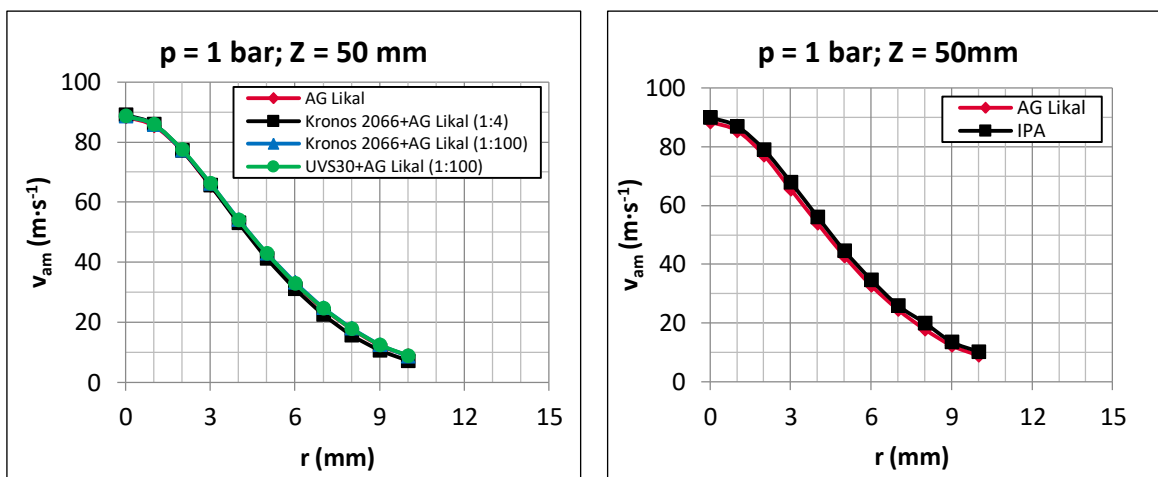 p = 1 bar; Z = 50 mm
v_am (m·s⁻¹)
100
80
60
40
20
0
AG Likal
Kronos 2066+AG Likal (1:4)
Kronos 2066+AG Likal (1:100)
UVS30+AG Likal (1:100)
0 3 6 9 12 15
r (mm)
p = 1 bar; Z = 50mm
v_am (m·s⁻¹)
100
80
60
40
20
0
AG Likal
IPA
0 3 6 9 12 15
r (mm)